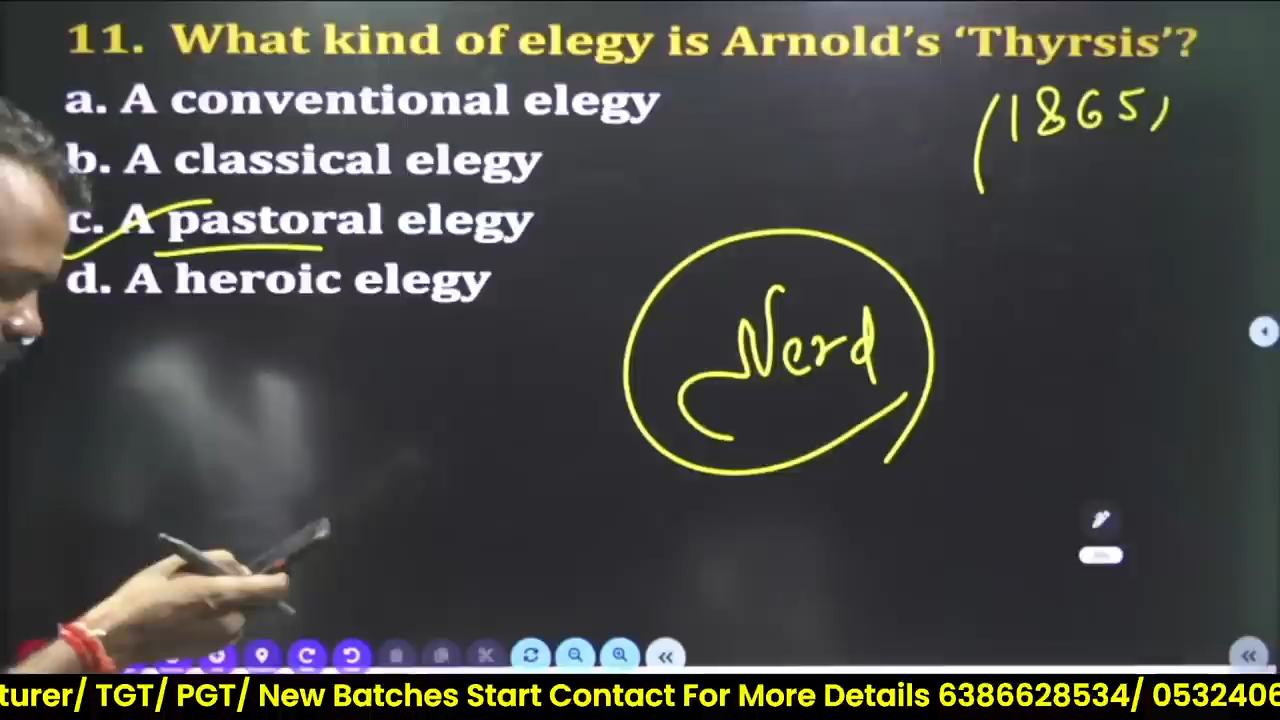 11. What kind of elegy is Arnold's 'Thyrsis'?
(1865)
a. A conventional elegy
b. A classical elegy
c. A pastoral elegy
d. A heroic elegy
Nerd
turer/ TGT/ PGT/ New Batches Start Contact For More Details 6386628534/ 0532406